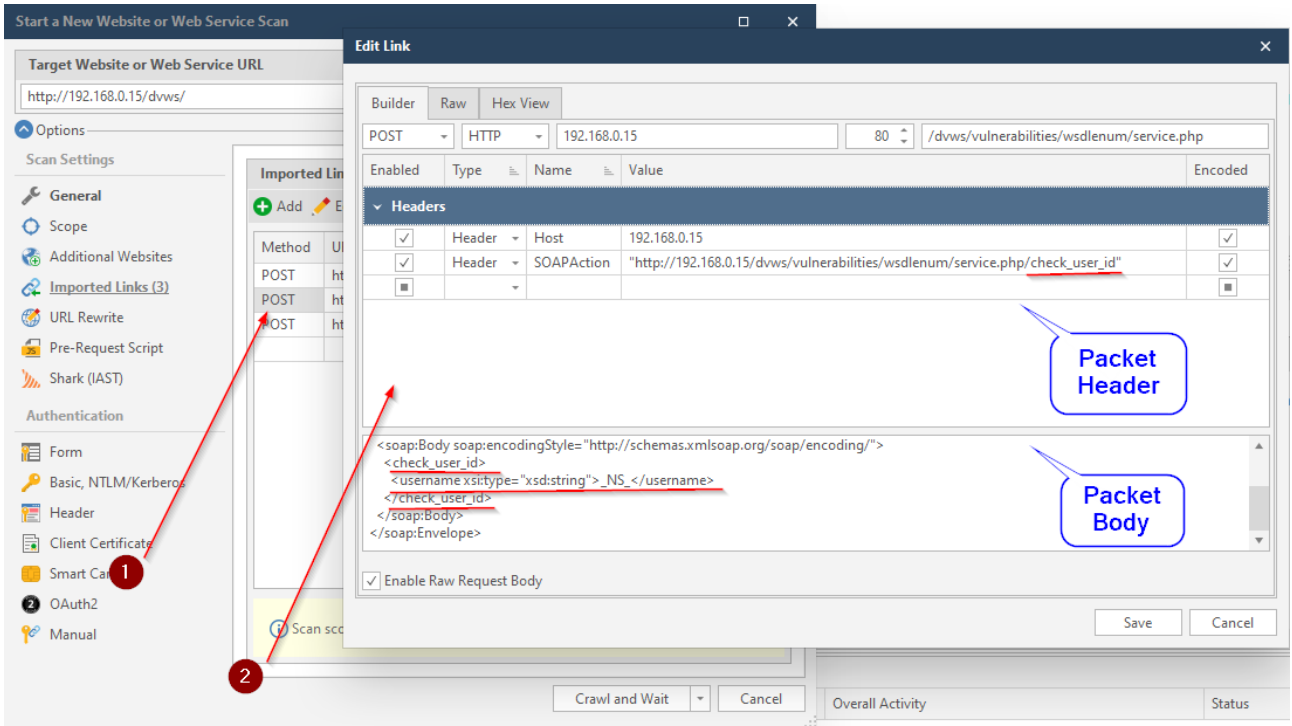 Start a New Website or Web Service Scan
Target Website or Web Service URL
http://192.168.0.15/dvws/
Options
Scan Settings
General
Scope
Additional Websites
Imported Links (3)
URL Rewrite
Pre-Request Script
Shark (IAST)
Authentication
Form
Basic, NTLM/Kerberos
Header
Client Certificate
Smart Car
OAuth2
Manual
Imported Lin
Add E
Method U
POST ht
POST ht
POST ht
Scan sco
Crawl and Wait Cancel
1
2
Edit Link
Builder Raw Hex View
POST HTTP 192.168.0.15 80 /dvws/vulnerabilities/wsdlenum/service.php
Enabled Type Name Value Encoded
Headers
Header Host 192.168.0.15
Header SOAPAction "http://192.168.0.15/dvws/vulnerabilities/wsdlenum/service.php/check_user_id"
Packet
Header
<soap:Body soap:encodingStyle="http://schemas.xmlsoap.org/soap/encoding/">
<check_user_id>
<username xsi:type="xsd:string">_NS_</username>
</check_user_id>
</soap:Body>
</soap:Envelope>
Packet
Body
Enable Raw Request Body
Save Cancel
Overall Activity Status